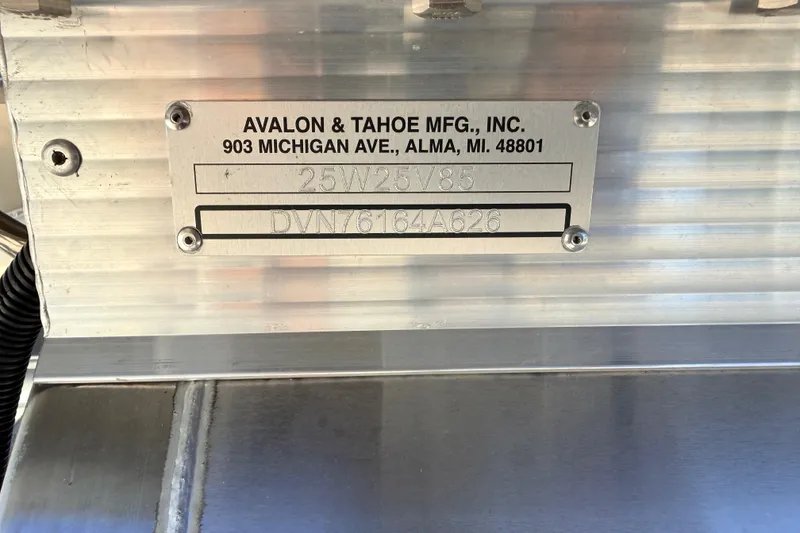 AVALON & TAHOE MFG., INC.
903 MICHIGAN AVE., ALMA, MI. 48801
25W25V85
DVN76164A626